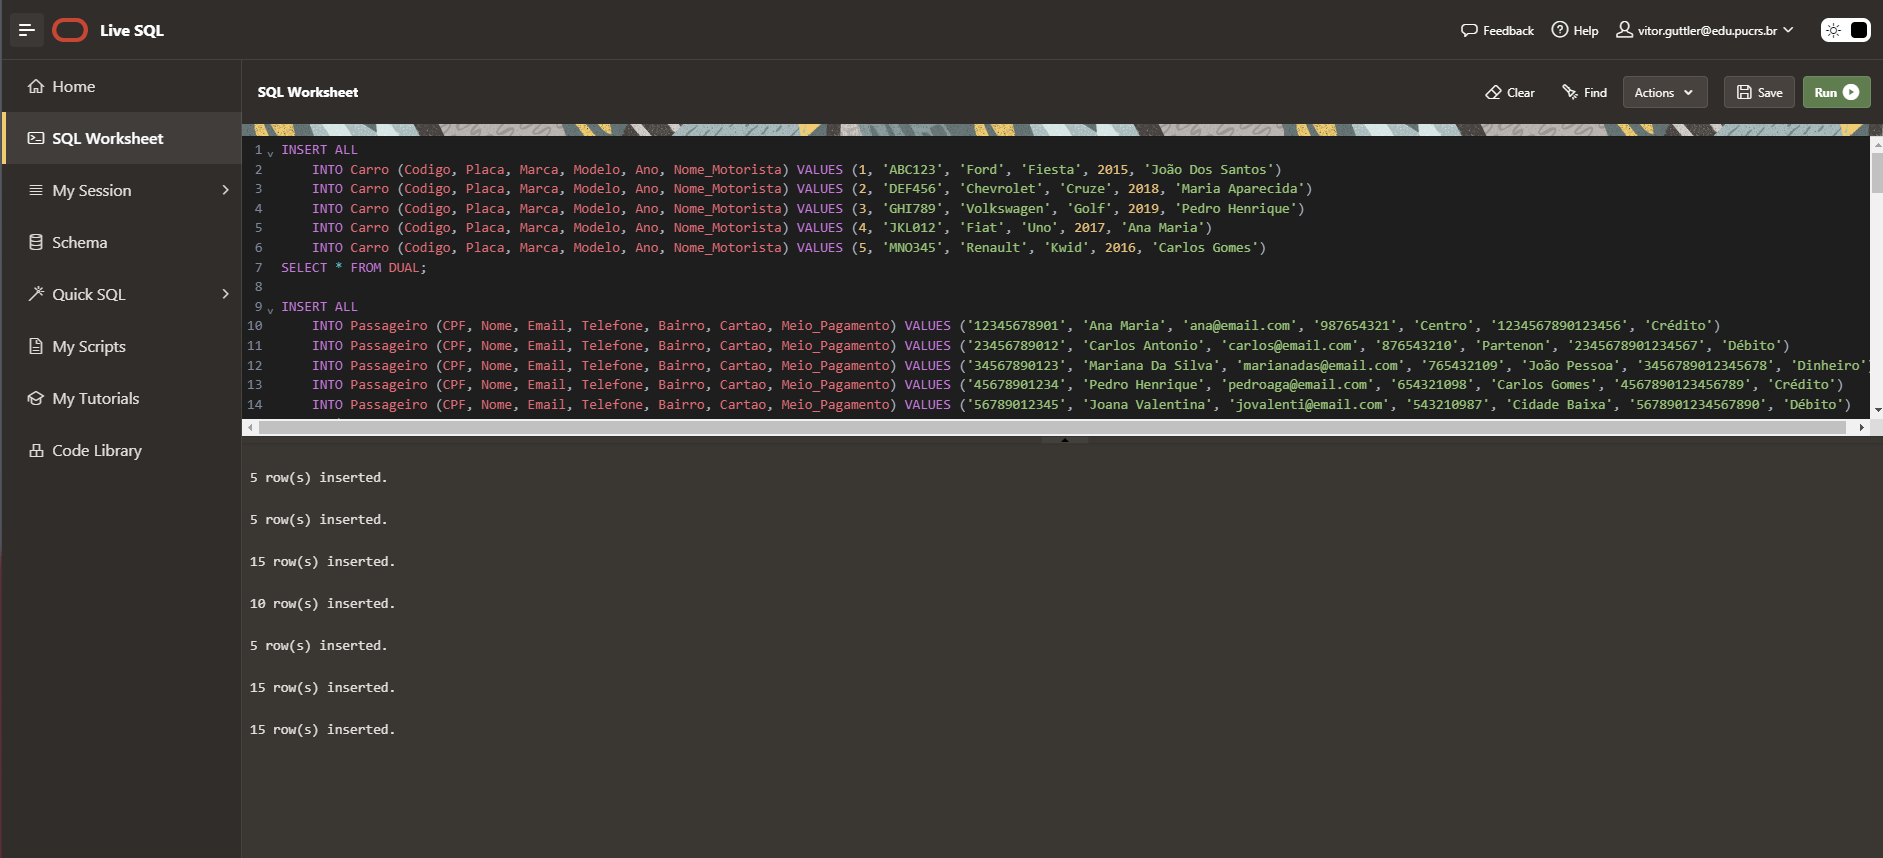 Live SQL
Feedback
Help
vitor.guttler@edu.pucrs.br
Home
SQL Worksheet
My Session
Schema
Quick SQL
My Scripts
My Tutorials
Code Library
SQL Worksheet
Clear
Find
Actions
Save
Run
1 INSERT ALL
2 INTO Carro (Codigo, Placa, Marca, Modelo, Ano, Nome_Motorista) VALUES (1, 'ABC123', 'Ford', 'Fiesta', 2015, 'João Dos Santos')
3 INTO Carro (Codigo, Placa, Marca, Modelo, Ano, Nome_Motorista) VALUES (2, 'DEF456', 'Chevrolet', 'Cruze', 2018, 'Maria Aparecida')
4 INTO Carro (Codigo, Placa, Marca, Modelo, Ano, Nome_Motorista) VALUES (3, 'GHI789', 'Volkswagen', 'Golf', 2019, 'Pedro Henrique')
5 INTO Carro (Codigo, Placa, Marca, Modelo, Ano, Nome_Motorista) VALUES (4, 'JKL012', 'Fiat', 'Uno', 2017, 'Ana Maria')
6 INTO Carro (Codigo, Placa, Marca, Modelo, Ano, Nome_Motorista) VALUES (5, 'MNO345', 'Renault', 'Kwid', 2016, 'Carlos Gomes')
7 SELECT * FROM DUAL;
8
9 INSERT ALL
10 INTO Passageiro (CPF, Nome, Email, Telefone, Bairro, Cartao, Meio_Pagamento) VALUES ('12345678901', 'Ana Maria', 'ana@email.com', '987654321', 'Centro', '1234567890123456', 'Crédito')
11 INTO Passageiro (CPF, Nome, Email, Telefone, Bairro, Cartao, Meio_Pagamento) VALUES ('23456789012', 'Carlos Antonio', 'carlos@email.com', '876543210', 'Partenon', '2345678901234567', 'Débito')
12 INTO Passageiro (CPF, Nome, Email, Telefone, Bairro, Cartao, Meio_Pagamento) VALUES ('34567890123', 'Mariana Da Silva', 'marianadas@email.com', '765432109', 'João Pessoa', '3456789012345678', 'Dinheiro')
13 INTO Passageiro (CPF, Nome, Email, Telefone, Bairro, Cartao, Meio_Pagamento) VALUES ('45678901234', 'Pedro Henrique', 'pedroaga@email.com', '654321098', 'Carlos Gomes', '4567890123456789', 'Crédito')
14 INTO Passageiro (CPF, Nome, Email, Telefone, Bairro, Cartao, Meio_Pagamento) VALUES ('56789012345', 'Joana Valentina', 'jovalenti@email.com', '543210987', 'Cidade Baixa', '5678901234567890', 'Débito')
5 row(s) inserted.
5 row(s) inserted.
15 row(s) inserted.
10 row(s) inserted.
5 row(s) inserted.
15 row(s) inserted.
15 row(s) inserted.